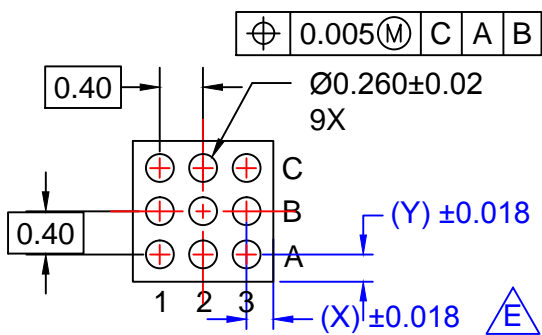 ⌖ 0.005Ⓜ C A B
0.40
Ø0.260±0.02
9X
C
B
A
0.40
(Y) ±0.018
1 2 3
(X) ±0.018
E